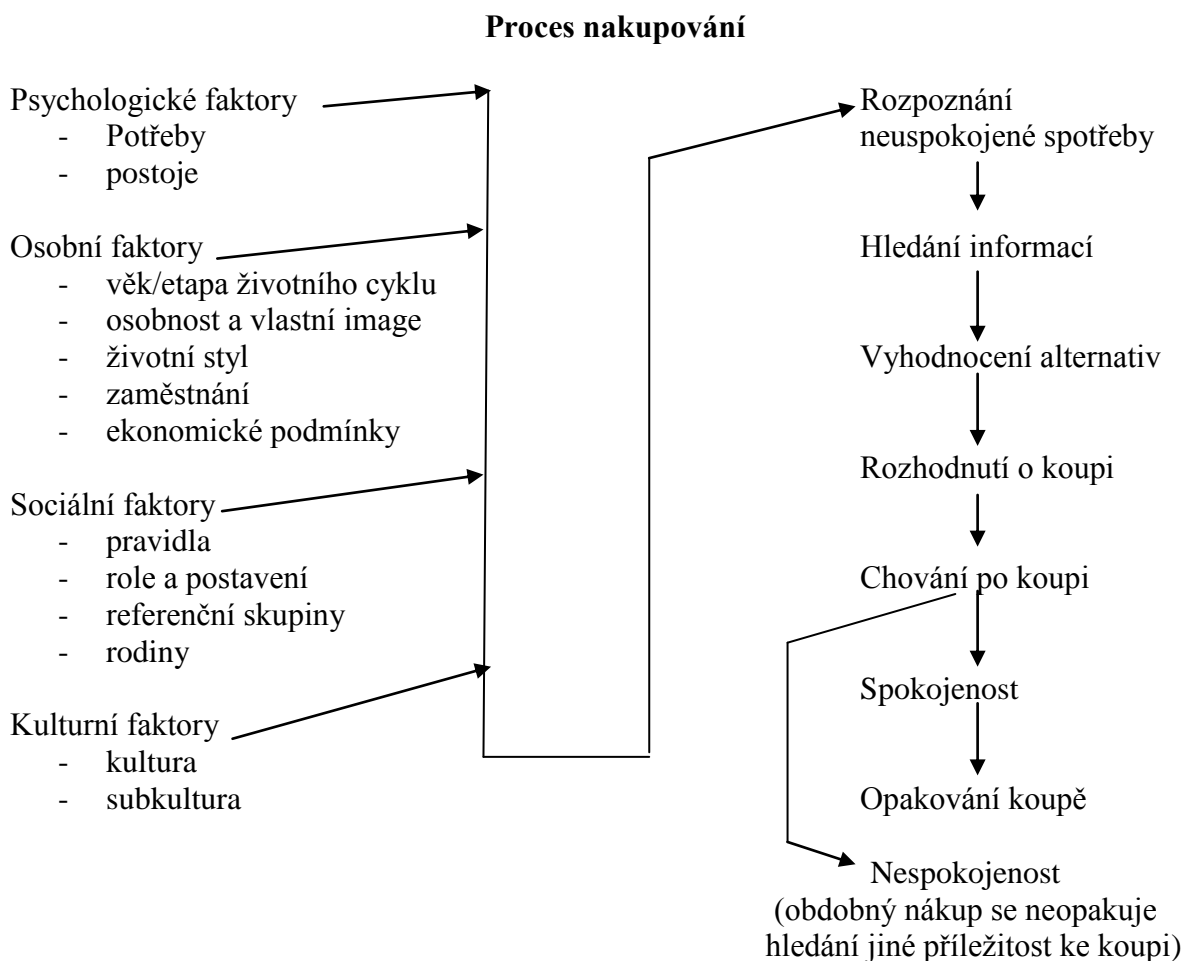 Proces nakupování
Psychologické faktory
- Potřeby
- postoje
Osobní faktory
- věk/etapa životního cyklu
- osobnost a vlastní image
- životní styl
- zaměstnání
- ekonomické podmínky
Sociální faktory
- pravidla
- role a postavení
- referenční skupiny
- rodiny
Kulturní faktory
- kultura
- subkultura
Rozpoznání
neuspokojené spotřeby
Hledání informací
Vyhodnocení alternativ
Rozhodnutí o koupi
Chování po koupi
Spokojenost
Opakování koupě
Nespokojenost
(obdobný nákup se neopakuje
hledání jiné příležitost ke koupi)